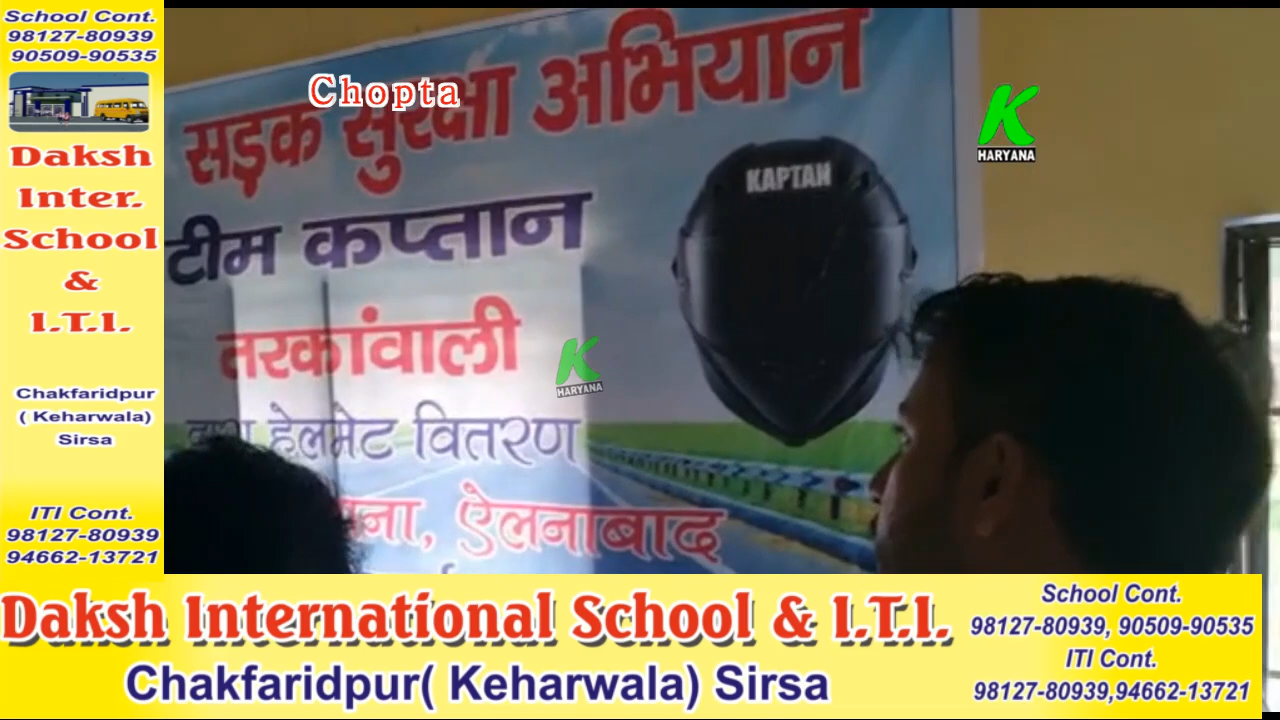 School Cont.
98127-80939
90509-90535
Daksh
Inter.
School
&
I.T.I.
Chakfaridpur
( Keharwala)
Sirsa
ITI Cont.
98127-80939
94662-13721
Chopta
सड़क सुरक्षा अभियान
KAPTAN
टीम कप्तान
तरकांवाली
हेलमेट वितरण
ऐलनाबाद
K
HARYANA
K
HARYANA
Daksh International School & I.T.I.
Chakfaridpur( Keharwala) Sirsa
School Cont.
98127-80939, 90509-90535
ITI Cont.
98127-80939,94662-13721